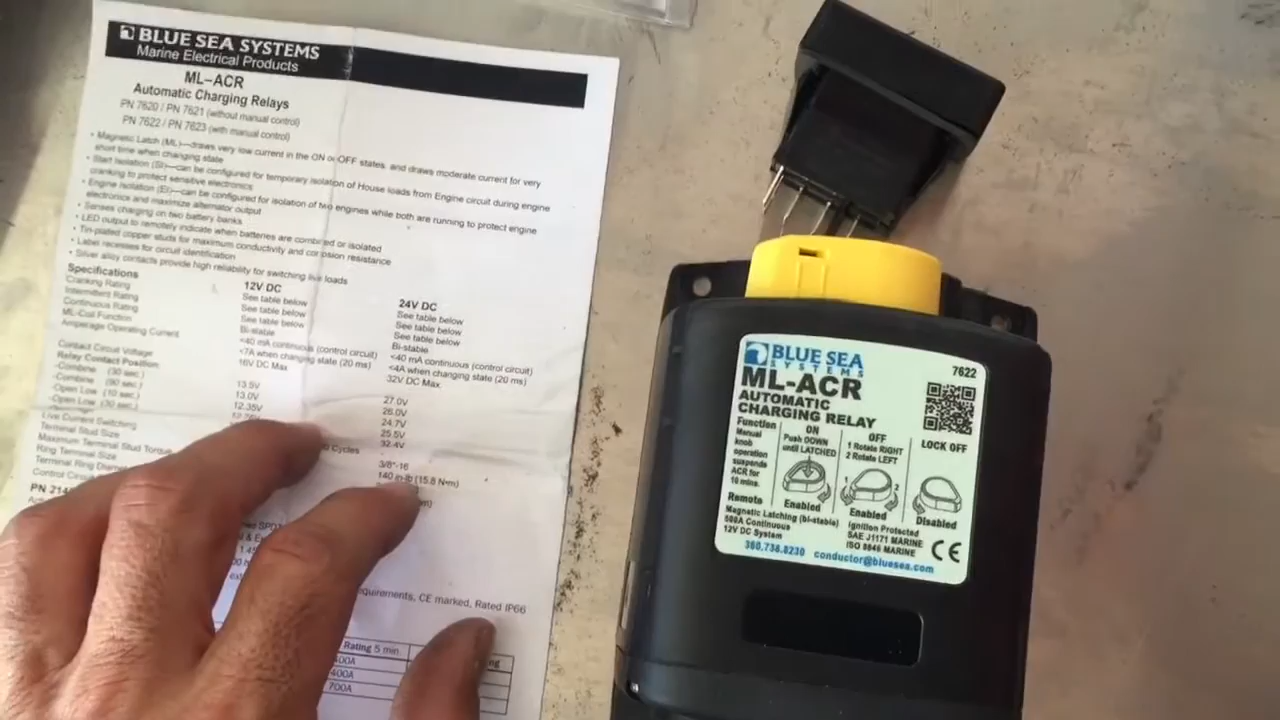 BLUE SEA SYSTEMS
Marine Electrical Products
ML–ACR
Automatic Charging Relays
PN 7620 / PN 7621 (without manual control)
PN 7622 / PN 7623 (with manual control)
• Magnetic Latch (ML)—draws very low current in the ON or OFF states, and draws moderate current for very
short time when changing state
• Start Isolation (SI)—can be configured for temporary isolation of House loads from Engine circuit during engine
cranking to protect sensitive electronics
• Engine Isolation (EI)—can be configured for isolation of two engines while both are running to protect engine
electronics and maximize alternator output
• Senses charging on two battery banks
• LED output to remotely indicate when batteries are combined or isolated
• Tin-plated copper studs for maximum conductivity and corrosion resistance
• Label recesses for circuit identification
• Silver alloy contacts provide high reliability for switching live loads
Specifications 12V DC 24V DC
Cranking Rating See table below See table below
Intermittent Rating See table below See table below
Continuous Rating See table below See table below
ML-Coil Function Bi-stable Bi-stable
Amperage Operating Current <40 mA continuous (control circuit) <40 mA continuous (control circuit)
<7A when changing state (20 ms) <4A when changing state (20 ms)
Contact Circuit Voltage 16V DC Max 32V DC Max.
Relay Contact Position:
-Combine (30 sec.) 13.5V 27.0V
-Combine (90 sec.) 13.0V 26.0V
-Open Low (10 sec.) 12.35V 24.7V
-Open Low (30 sec.) 25.5V
32.4V
Live Current Switching Cycles
Terminal Stud Size 3/8"-16
Maximum Terminal Stud Torque 140 in-lb (15.8 N•m)
Ring Terminal Size
Terminal Ring Diameter
PN
requirements, CE marked, Rated IP66
Rating 5 min.
400A
700A
BLUE SEA
SYSTEMS
7622
ML-ACR
AUTOMATIC
CHARGING RELAY
Function
Manual
knob
operation
suspends
ACR for
10 mins.
ON
Push DOWN
until LATCHED
Enabled
OFF
1 Rotate RIGHT
2 Rotate LEFT
1 2
Enabled
LOCK OFF
Disabled
Remote
Magnetic Latching (bi-stable)
500A Continuous
12V DC System
Ignition Protected
SAE J1171 MARINE
ISO 8846 MARINE
CE
360.738.8230 conductor@bluesea.com